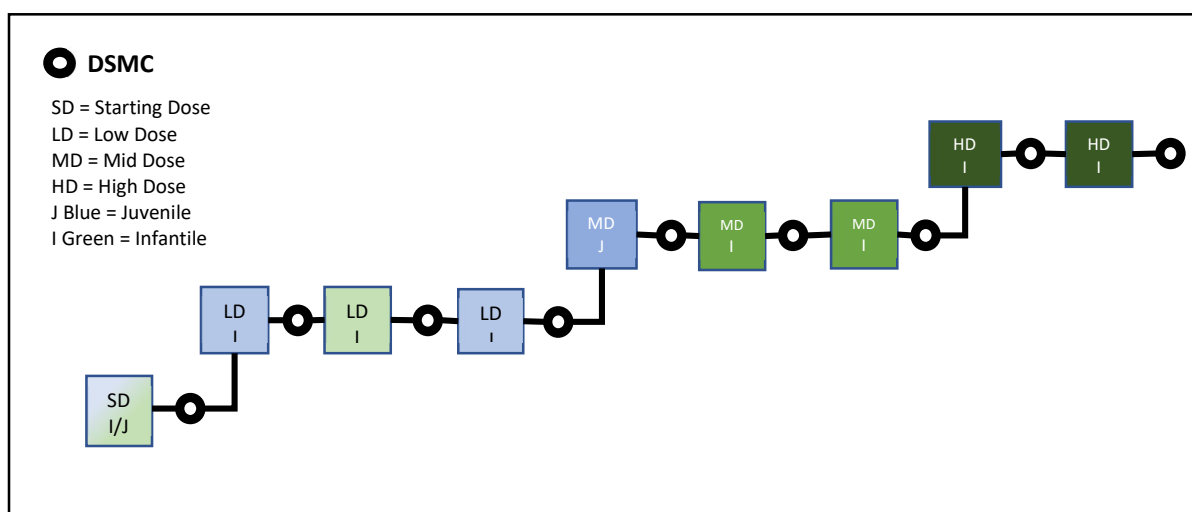 DSMC
SD = Starting Dose
LD = Low Dose
MD = Mid Dose
HD = High Dose
J Blue = Juvenile
I Green = Infantile
SD
I/J
LD
I
LD
I
LD
I
MD
J
MD
I
MD
I
HD
I
HD
I